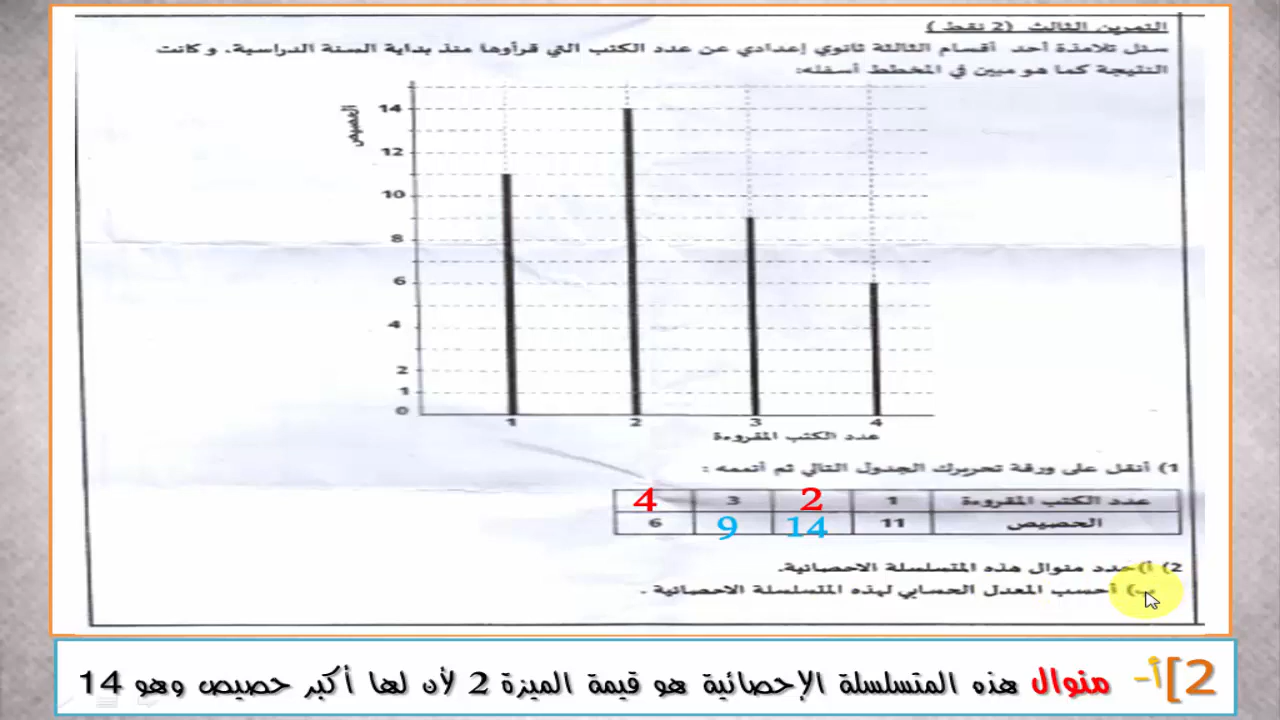 التمرين الثالث (2 نقط)
سئل تلامذة أحد أقسام الثالثة ثانوي إعدادي عن عدد الكتب التي قرأوها منذ بداية السنة الدراسية. و كانت
النتيجة كما هو مبين في المخطط أسفله:
الحصيص
14
12
10
8
6
4
2
1
0
1 2 3 4
عدد الكتب المقروءة
1) أنقل على ورقة تحريرك الجدول التالي ثم أتممه :
عدد الكتب المقروءة 1 2 3 4
الحصيص 11 14 9 6
2) أ) حدد منوال هذه المتسلسلة الاحصائية.
ب) أحسب المعدل الحسابي لهذه المتسلسلة الاحصائية .
2] أ- منوال هذه المتسلسلة الإحصائية هو قيمة الميزة 2 لأن لها أكبر حصيص وهو 14